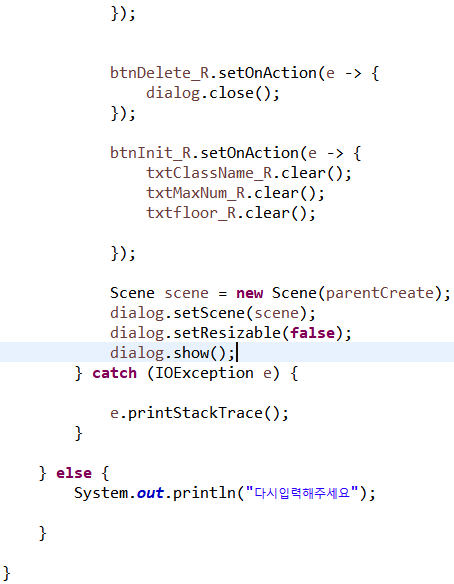 });
btnDelete_R.setOnAction(e -> {
dialog.close();
});
btnInit_R.setOnAction(e -> {
txtClassName_R.clear();
txtMaxNum_R.clear();
txtfloor_R.clear();
});
Scene scene = new Scene(parentCreate);
dialog.setScene(scene);
dialog.setResizable(false);
dialog.show();
} catch (IOException e) {
e.printStackTrace();
}
} else {
System.out.println("다시입력해주세요");
}
}